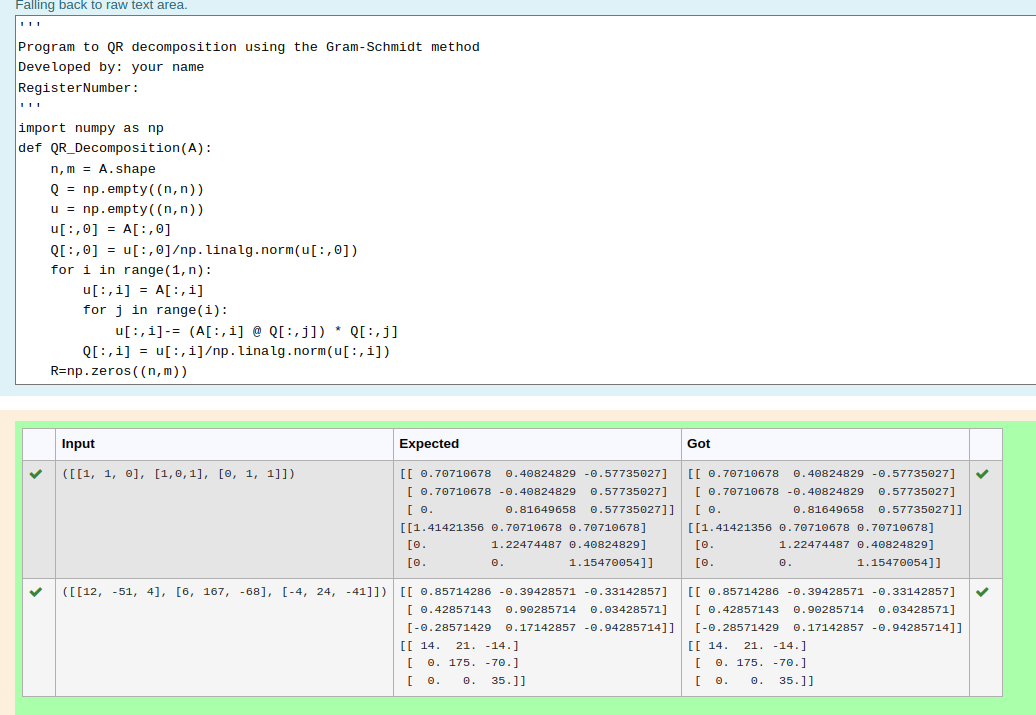 Falling back to raw text area.
'''
Program to QR decomposition using the Gram-Schmidt method
Developed by: your name
RegisterNumber:
'''
import numpy as np
def QR_Decomposition(A):
    n,m = A.shape
    Q = np.empty((n,n))
    u = np.empty((n,n))
    u[:,0] = A[:,0]
    Q[:,0] = u[:,0]/np.linalg.norm(u[:,0])
    for i in range(1,n):
        u[:,i] = A[:,i]
        for j in range(i):
            u[:,i]-= (A[:,i] @ Q[:,j]) * Q[:,j]
        Q[:,i] = u[:,i]/np.linalg.norm(u[:,i])
    R=np.zeros((n,m))
Input Expected Got
([[1, 1, 0], [1,0,1], [0, 1, 1]])
[[ 0.70710678  0.40824829 -0.57735027]
 [ 0.70710678 -0.40824829  0.57735027]
 [ 0.          0.81649658  0.57735027]]
[[1.41421356 0.70710678 0.70710678]
 [0.         1.22474487 0.40824829]
 [0.         0.         1.15470054]]
[[ 0.70710678  0.40824829 -0.57735027]
 [ 0.70710678 -0.40824829  0.57735027]
 [ 0.          0.81649658  0.57735027]]
[[1.41421356 0.70710678 0.70710678]
 [0.         1.22474487 0.40824829]
 [0.         0.         1.15470054]]
([[12, -51, 4], [6, 167, -68], [-4, 24, -41]])
[[ 0.85714286 -0.39428571 -0.33142857]
 [ 0.42857143  0.90285714  0.03428571]
 [-0.28571429  0.17142857 -0.94285714]]
[[ 14.  21. -14.]
 [  0. 175. -70.]
 [  0.   0.  35.]]
[[ 0.85714286 -0.39428571 -0.33142857]
 [ 0.42857143  0.90285714  0.03428571]
 [-0.28571429  0.17142857 -0.94285714]]
[[ 14.  21. -14.]
 [  0. 175. -70.]
 [  0.   0.  35.]]